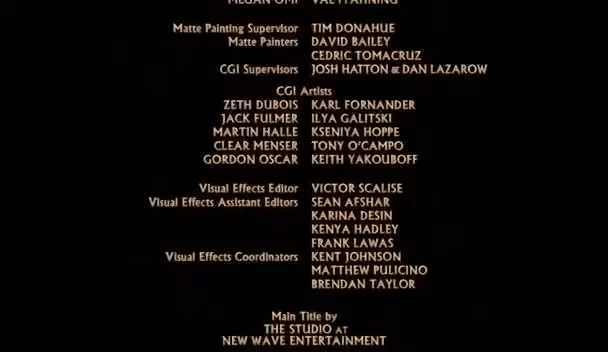 Matte Painting Supervisor TIM DONAHUE
Matte Painters DAVID BAILEY
CEDRIC TOMACRUZ
CGI Supervisors JOSH HATTON & DAN LAZAROW
CGI Artists
ZETH DUBOIS KARL FORNANDER
JACK FULMER ILYA GALITSKI
MARTIN HALLE KSENIYA HOPPE
CLEAR MENSER TONY O'CAMPO
GORDON OSCAR KEITH YAKOUBOFF
Visual Effects Editor VICTOR SCALISE
Visual Effects Assistant Editors SEAN AFSHAR
KARINA DESIN
KENYA HADLEY
FRANK LAWAS
Visual Effects Coordinators KENT JOHNSON
MATTHEW PULICINO
BRENDAN TAYLOR
Main Title by
THE STUDIO AT
NEW WAVE ENTERTAINMENT